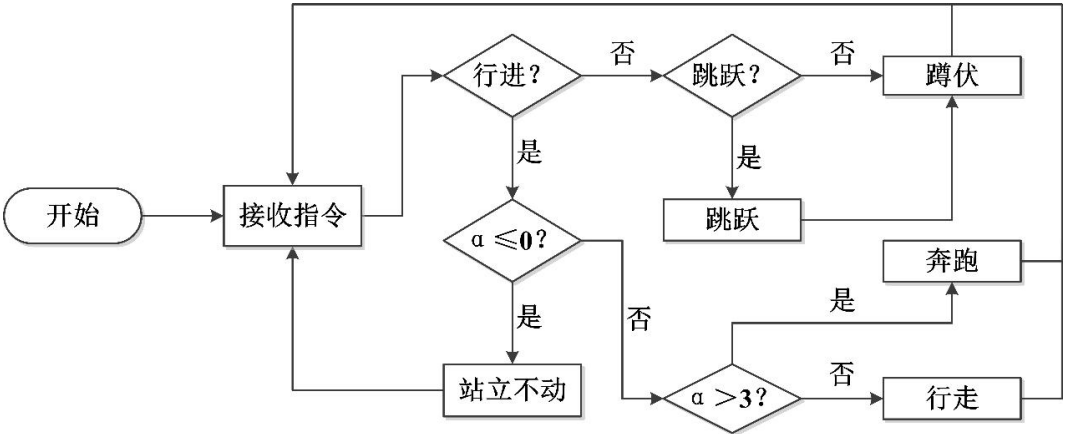 行进？
否
跳跃？
否
蹲伏
是
是
开始
接收指令
跳跃
α≤0？
奔跑
是
否
是
站立不动
α＞3？
否
行走